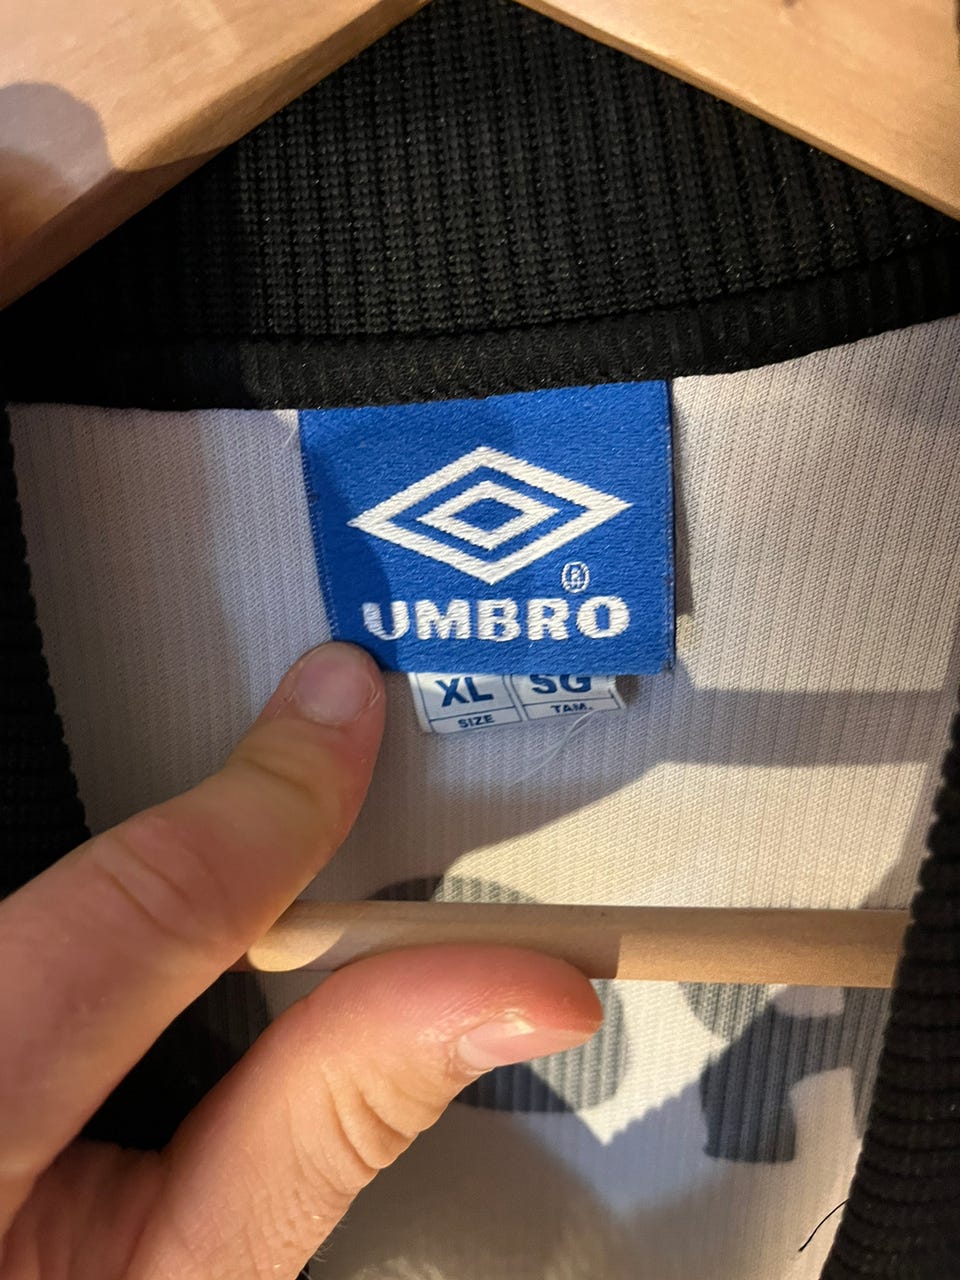 ®
UMBRO
XL SG
SIZE TAM.